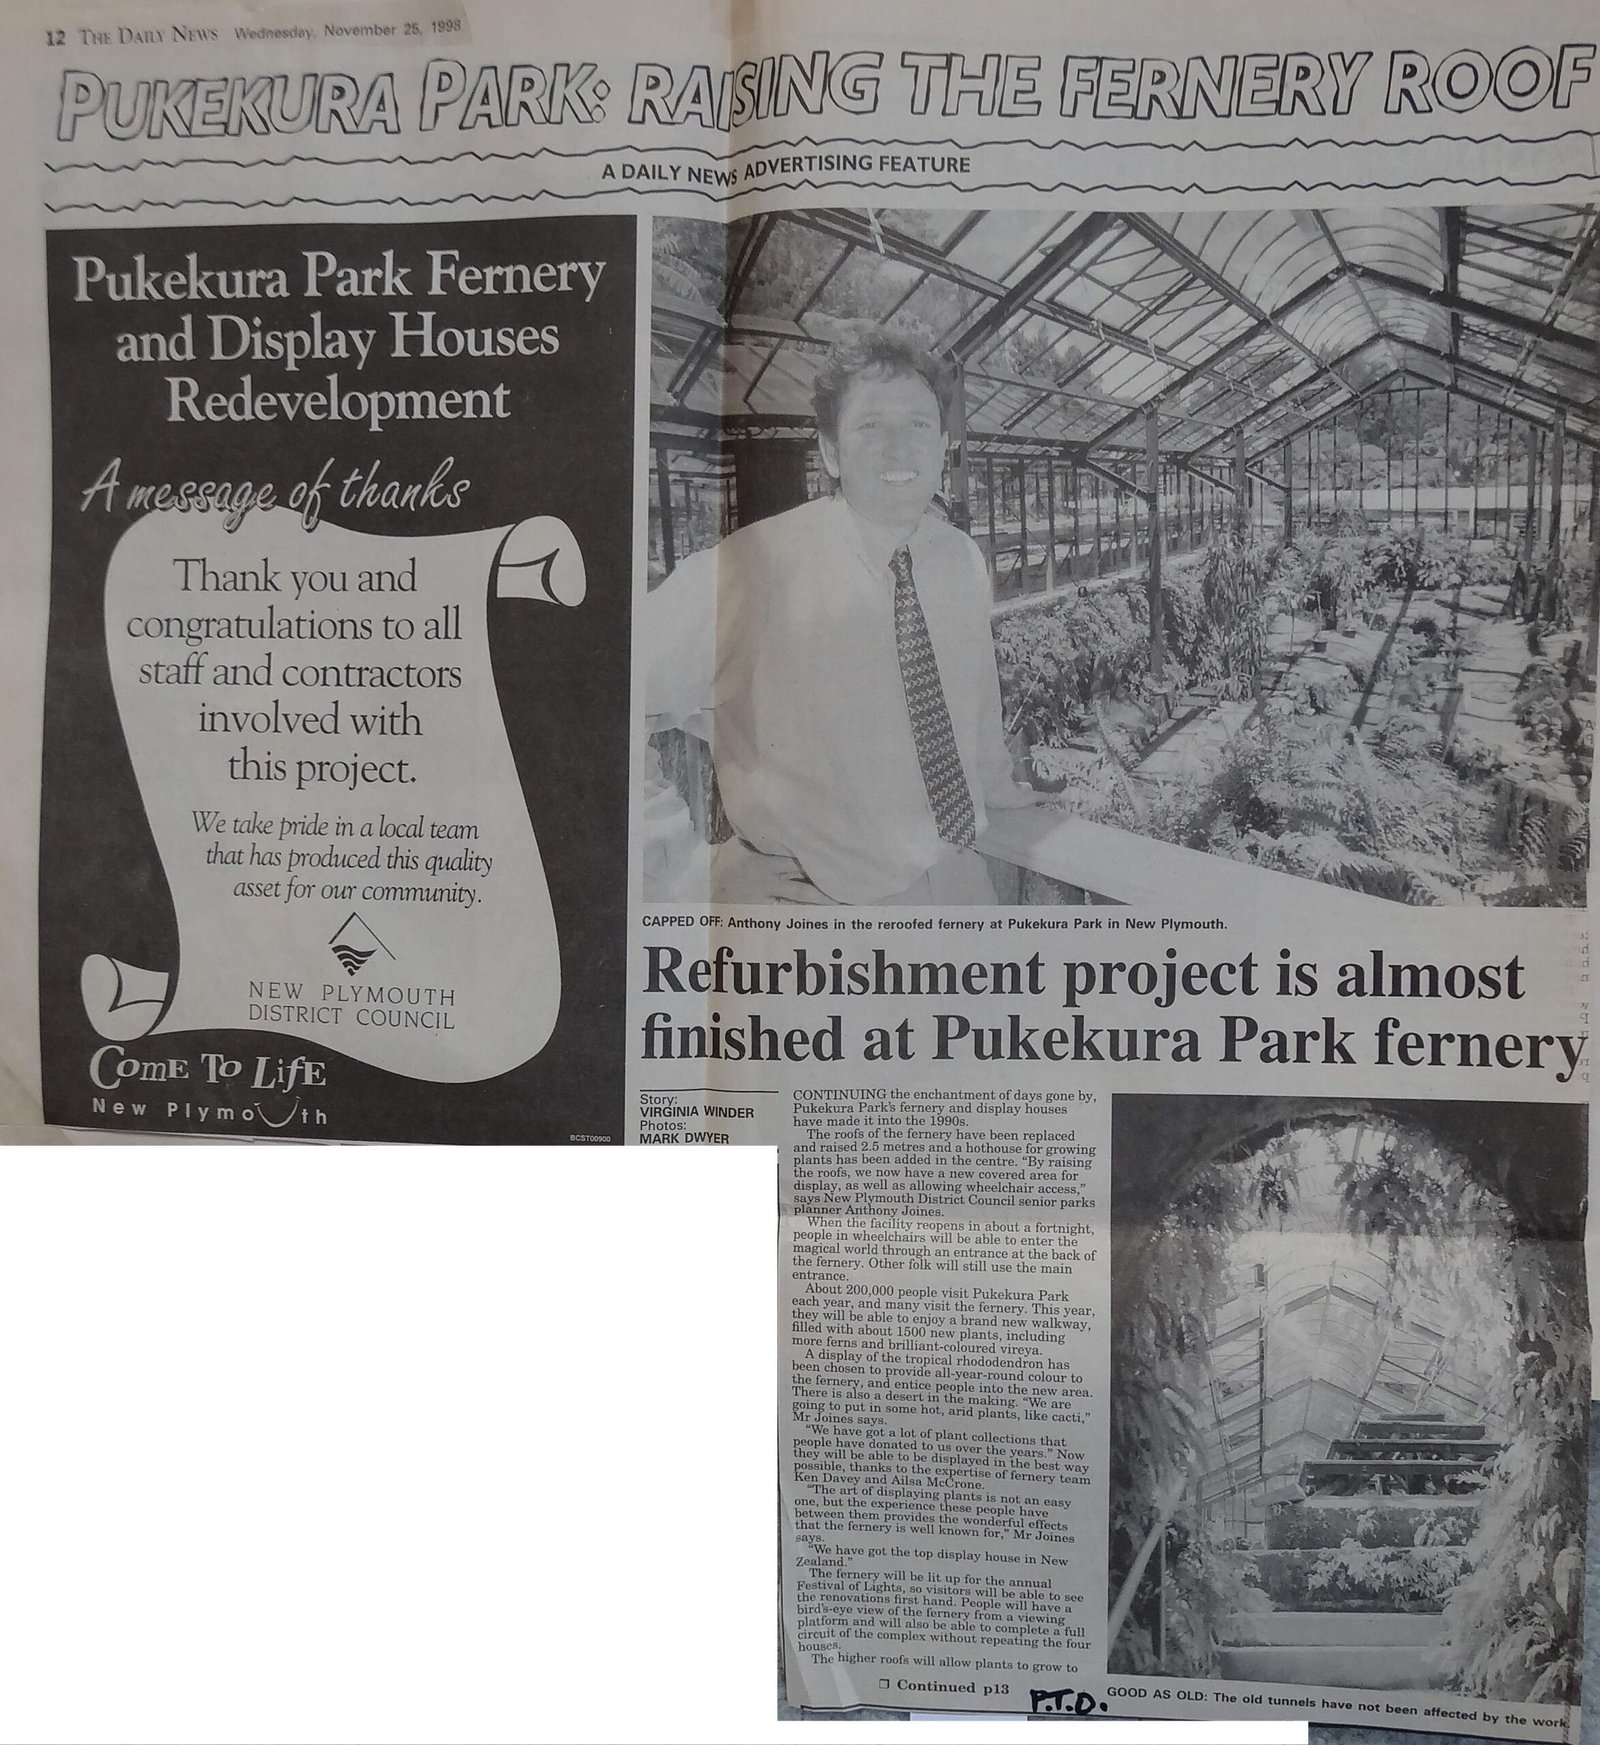 12 THE DAILY NEWS Wednesday, November 25, 1998
PUKEKURA PARK: RAISING THE FERNERY ROOF
A DAILY NEWS ADVERTISING FEATURE
Pukekura Park Fernery
and Display Houses
Redevelopment
A message of thanks
Thank you and
congratulations to all
staff and contractors
involved with
this project.
We take pride in a local team
that has produced this quality
asset for our community.
NEW PLYMOUTH
DISTRICT COUNCIL
COME TO LIFE
New Plymouth
BCST00900
CAPPED OFF: Anthony Joines in the reroofed fernery at Pukekura Park in New Plymouth.
Refurbishment project is almost
finished at Pukekura Park fernery
Story:
VIRGINIA WINDER
Photos:
MARK DWYER
CONTINUING the enchantment of days gone by,
Pukekura Park's fernery and display houses
have made it into the 1990s.
The roofs of the fernery have been replaced
and raised 2.5 metres and a hothouse for growing
plants has been added in the centre. "By raising
the roofs, we now have a new covered area for
display, as well as allowing wheelchair access,"
says New Plymouth District Council senior parks
planner Anthony Joines.
When the facility reopens in about a fortnight,
people in wheelchairs will be able to enter the
magical world through an entrance at the back of
the fernery. Other folk will still use the main
entrance.
About 200,000 people visit Pukekura Park
each year, and many visit the fernery. This year,
they will be able to enjoy a brand new walkway,
filled with about 1500 new plants, including
more ferns and brilliant-coloured vireya.
A display of the tropical rhododendron has
been chosen to provide all-year-round colour to
the fernery, and entice people into the new area.
There is also a desert in the making. "We are
going to put in some hot, arid plants, like cacti,"
Mr Joines says.
"We have got a lot of plant collections that
people have donated to us over the years." Now
they will be able to be displayed in the best way
possible, thanks to the expertise of fernery team
Ken Davey and Ailsa McCrone.
"The art of displaying plants is not an easy
one, but the experience these people have
between them provides the wonderful effects
that the fernery is well known for," Mr Joines
says.
"We have got the top display house in New
Zealand."
The fernery will be lit up for the annual
Festival of Lights, so visitors will be able to see
the renovations first hand. People will have a
bird's-eye view of the fernery from a viewing
platform and will also be able to complete a full
circuit of the complex without repeating the four
houses.
The higher roofs will allow plants to grow to
❒ Continued p13
P.T.O.
GOOD AS OLD: The old tunnels have not been affected by the work.